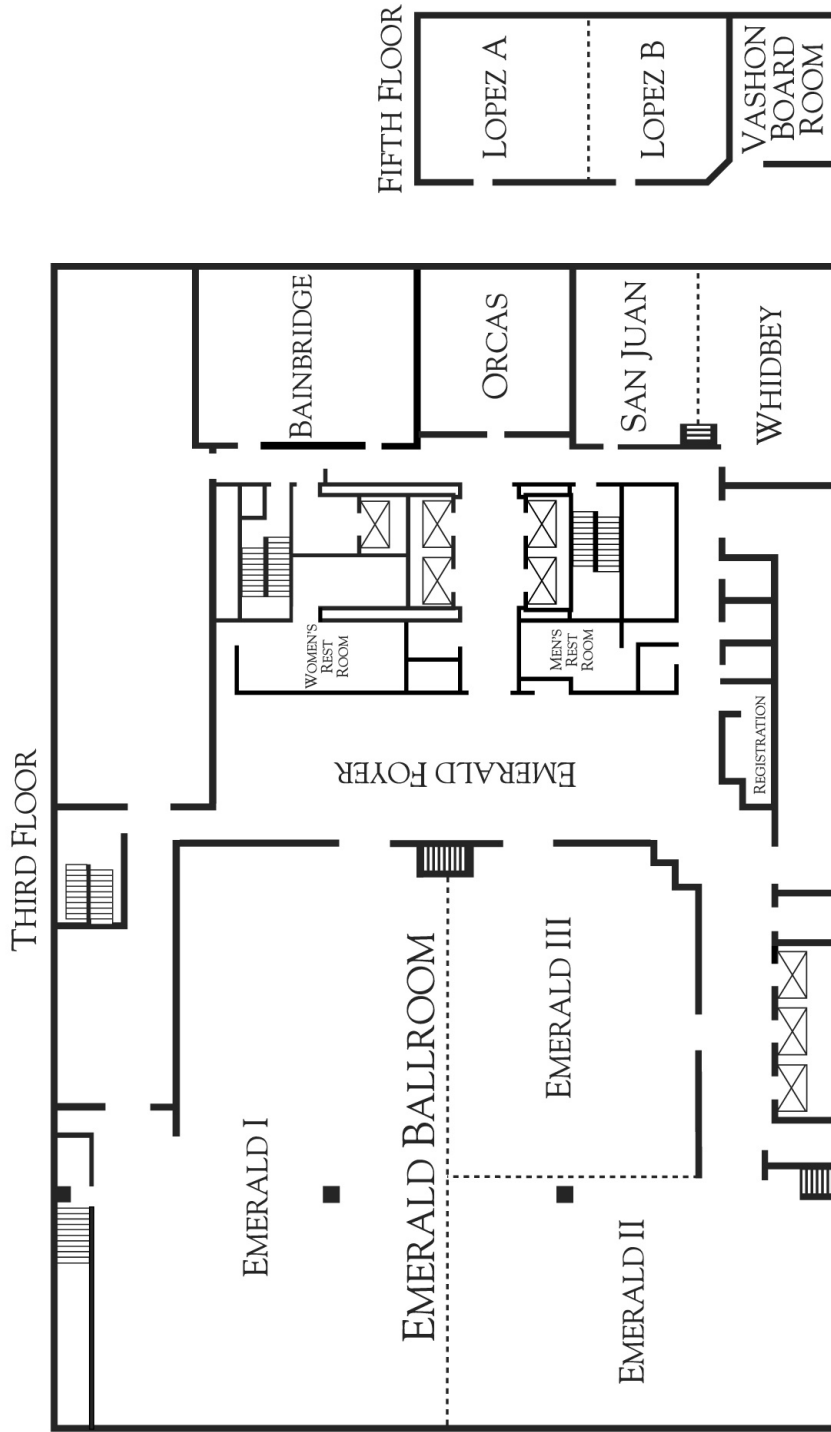 THIRD FLOOR
EMERALD I
EMERALD BALLROOM
EMERALD II
EMERALD III
EMERALD FOYER
WOMEN'S
REST
ROOM
MEN'S
REST
ROOM
REGISTRATION
BAINBRIDGE
ORCAS
SAN JUAN
WHIDBEY
FIFTH FLOOR
LOPEZ A
LOPEZ B
VASHON
BOARD
ROOM